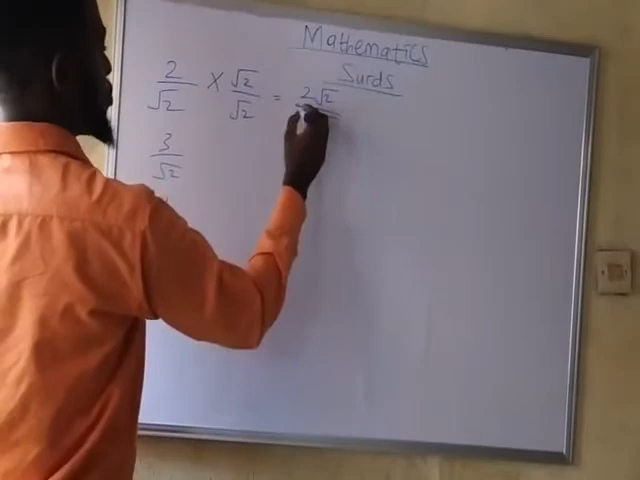 Mathematics
Surds
2/√2 × √2/√2 = 2√2
3/√2